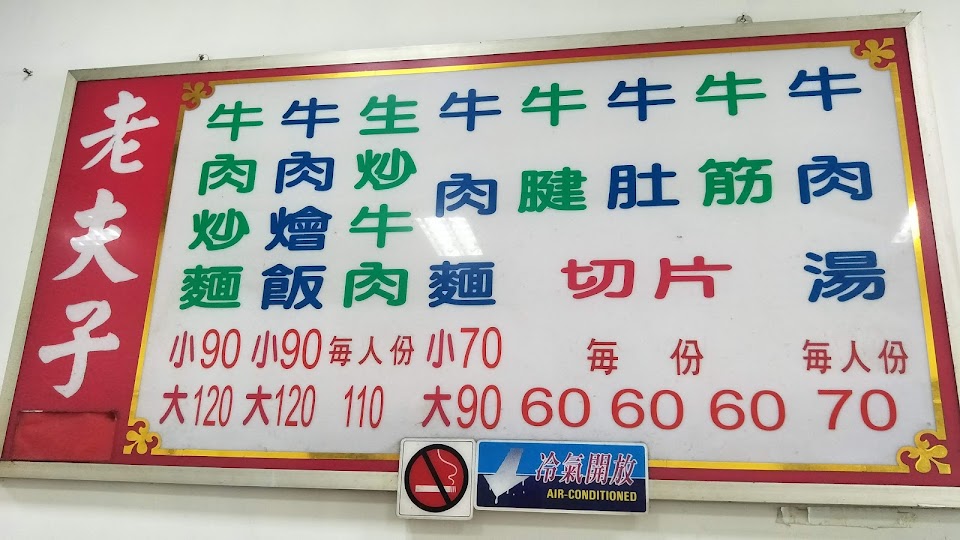 老夫子
牛肉炒麵
小90
大120
牛肉燴飯
小90
大120
生炒牛肉
每人份
110
牛肉麵
小70
大90
牛腱
牛肚
牛筋
切片
每份
60 60 60
牛肉湯
每人份
70
冷氣開放
AIR-CONDITIONED